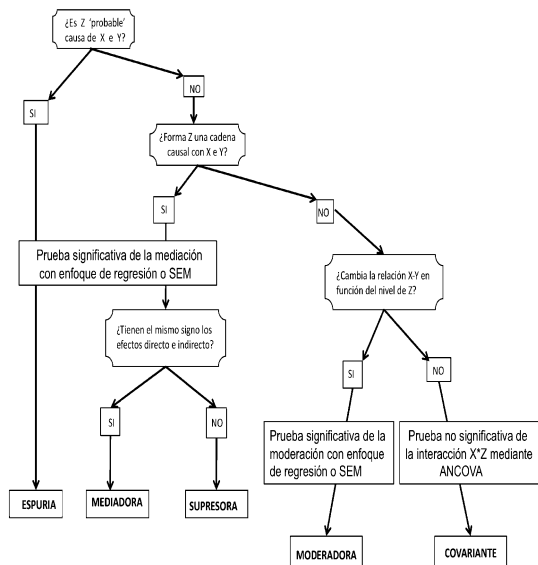 ¿Es Z 'probable'
causa de X e Y?
SI
NO
¿Forma Z una cadena
causal con X e Y?
SI
NO
Prueba significativa de la mediación
con enfoque de regresión o SEM
¿Cambia la relación X-Y en
función del nivel de Z?
¿Tienen el mismo signo los
efectos directo e indirecto?
SI
NO
SI
NO
Prueba significativa de la
moderación con enfoque
de regresión o SEM
Prueba no significativa de
la interacción X*Z mediante
ANCOVA
ESPURIA
MEDIADORA
SUPRESORA
MODERADORA
COVARIANTE